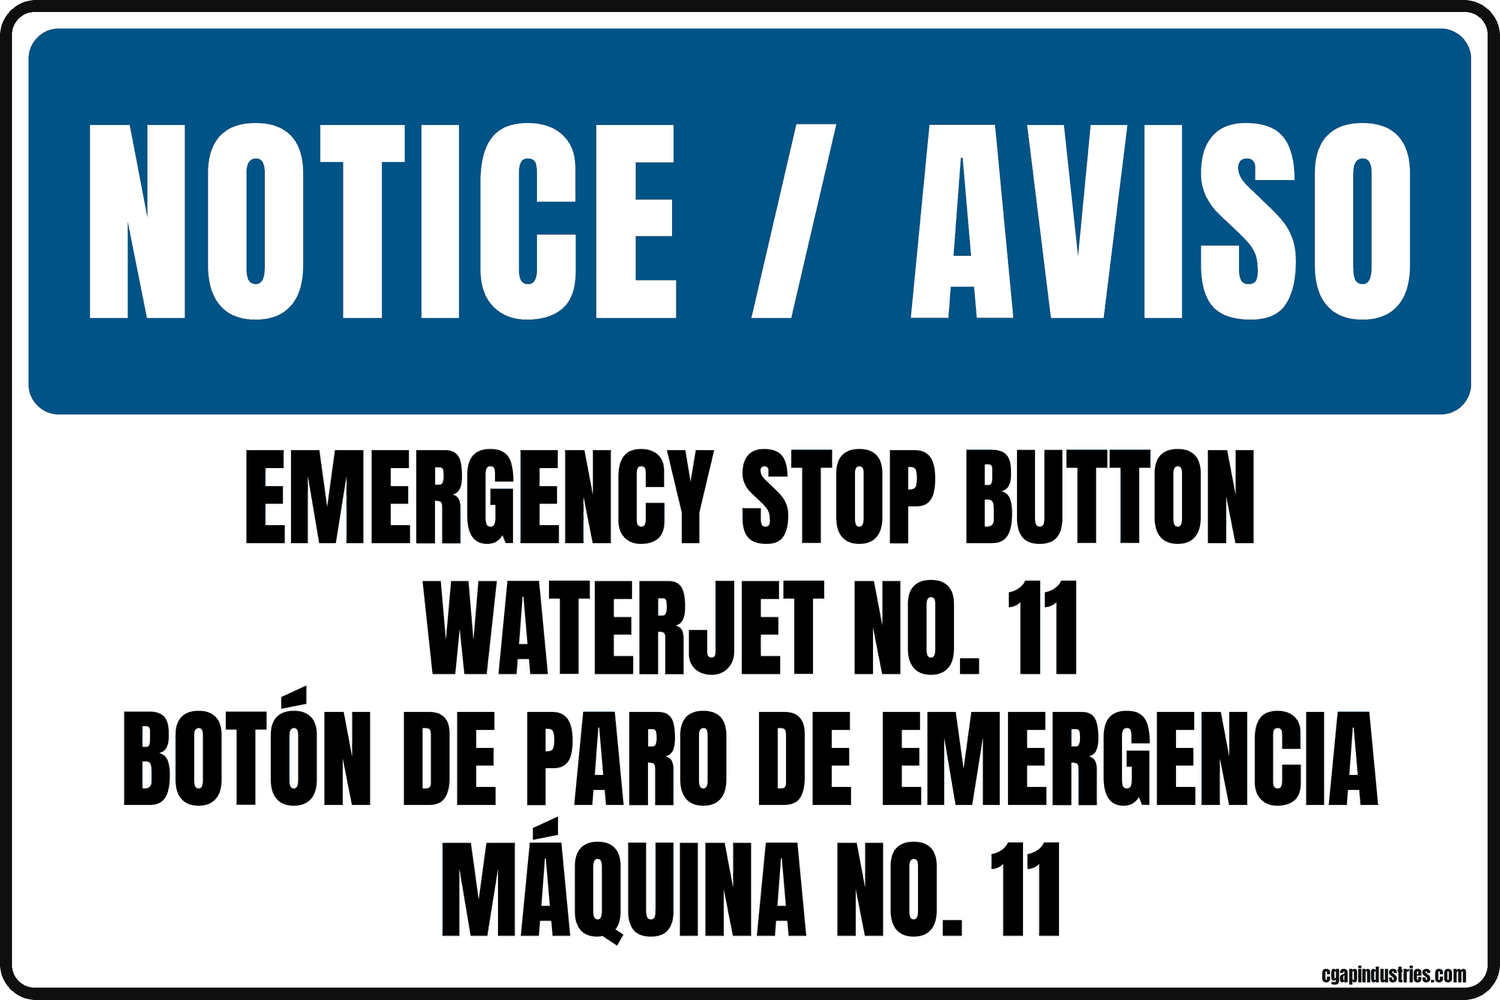 NOTICE / AVISO
EMERGENCY STOP BUTTON
WATERJET NO. 11
BOTÓN DE PARO DE EMERGENCIA
MÁQUINA NO. 11
cgapindustries.com